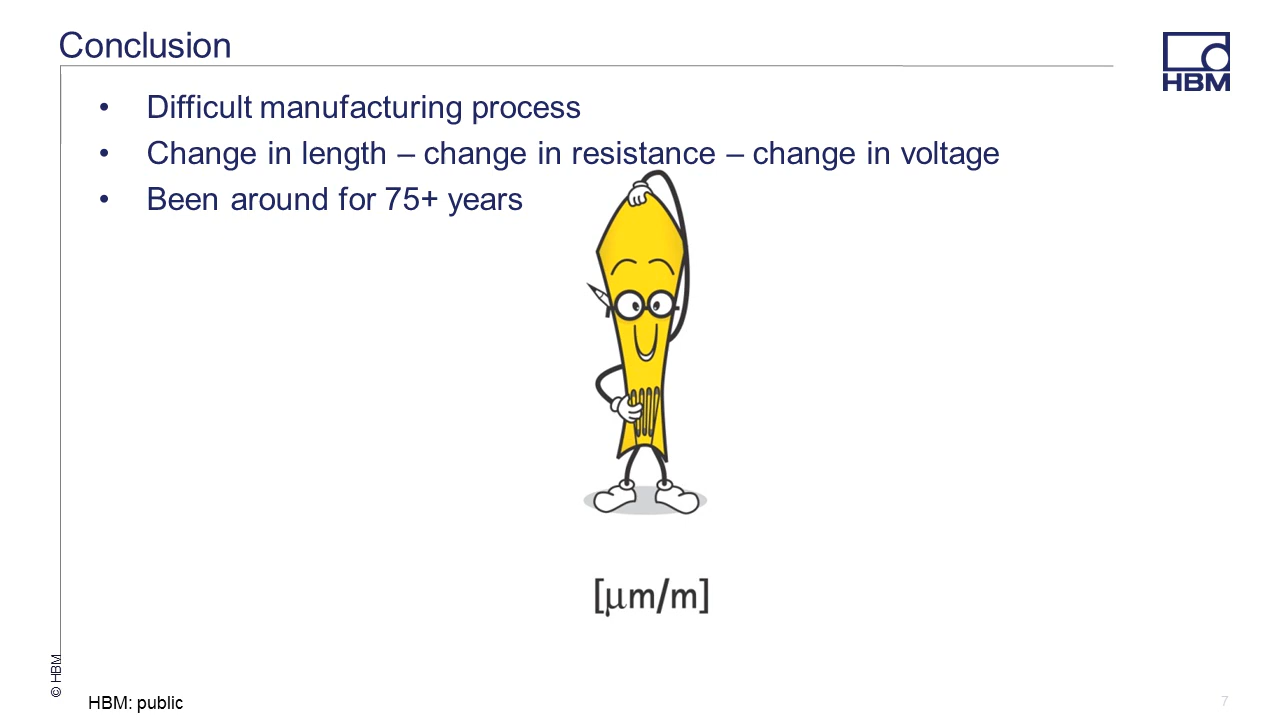 Conclusion
HBM
• Difficult manufacturing process
• Change in length – change in resistance – change in voltage
• Been around for 75+ years
[μm/m]
© HBM
HBM: public
7